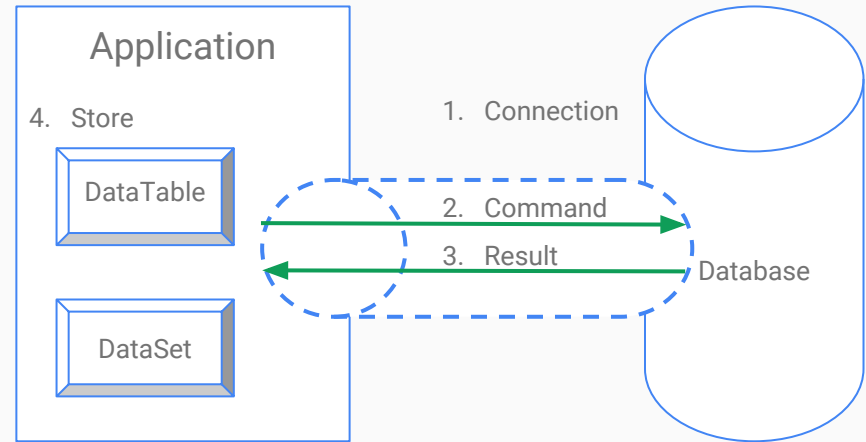 Application
4. Store
1. Connection
DataTable
2. Command
3. Result
Database
DataSet